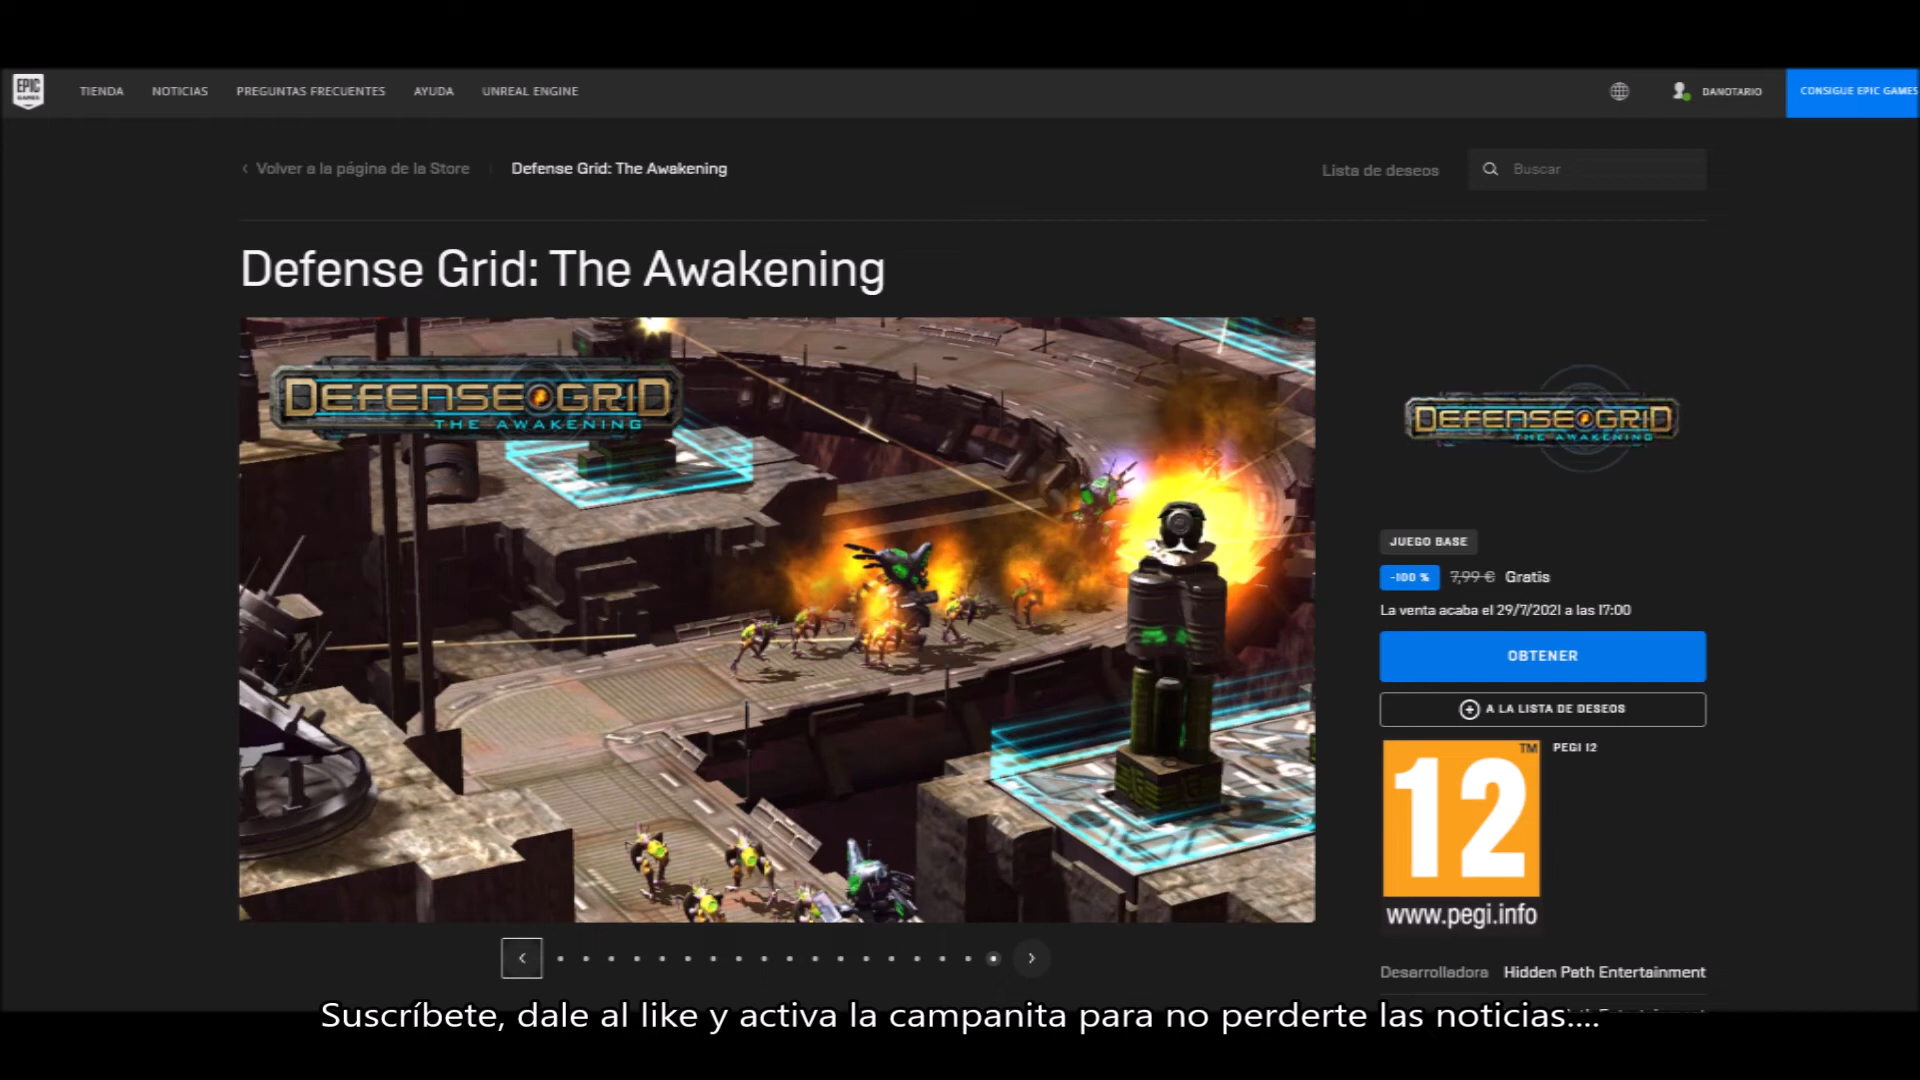 EPIC
GAMES
TIENDA
NOTICIAS
PREGUNTAS FRECUENTES
AYUDA
UNREAL ENGINE
DANOTARIO
CONSIGUE EPIC GAMES
Volver a la página de la Store
Defense Grid: The Awakening
Lista de deseos
Buscar
Defense Grid: The Awakening
DEFENSE GRID
THE AWAKENING
DEFENSE GRID
THE AWAKENING
JUEGO BASE
-100 % 7,99 € Gratis
La venta acaba el 29/7/2021 a las 17:00
OBTENER
A LA LISTA DE DESEOS
12 TM
PEGI 12
www.pegi.info
Desarrolladora Hidden Path Entertainment
Suscríbete, dale al like y activa la campanita para no perderte las noticias....